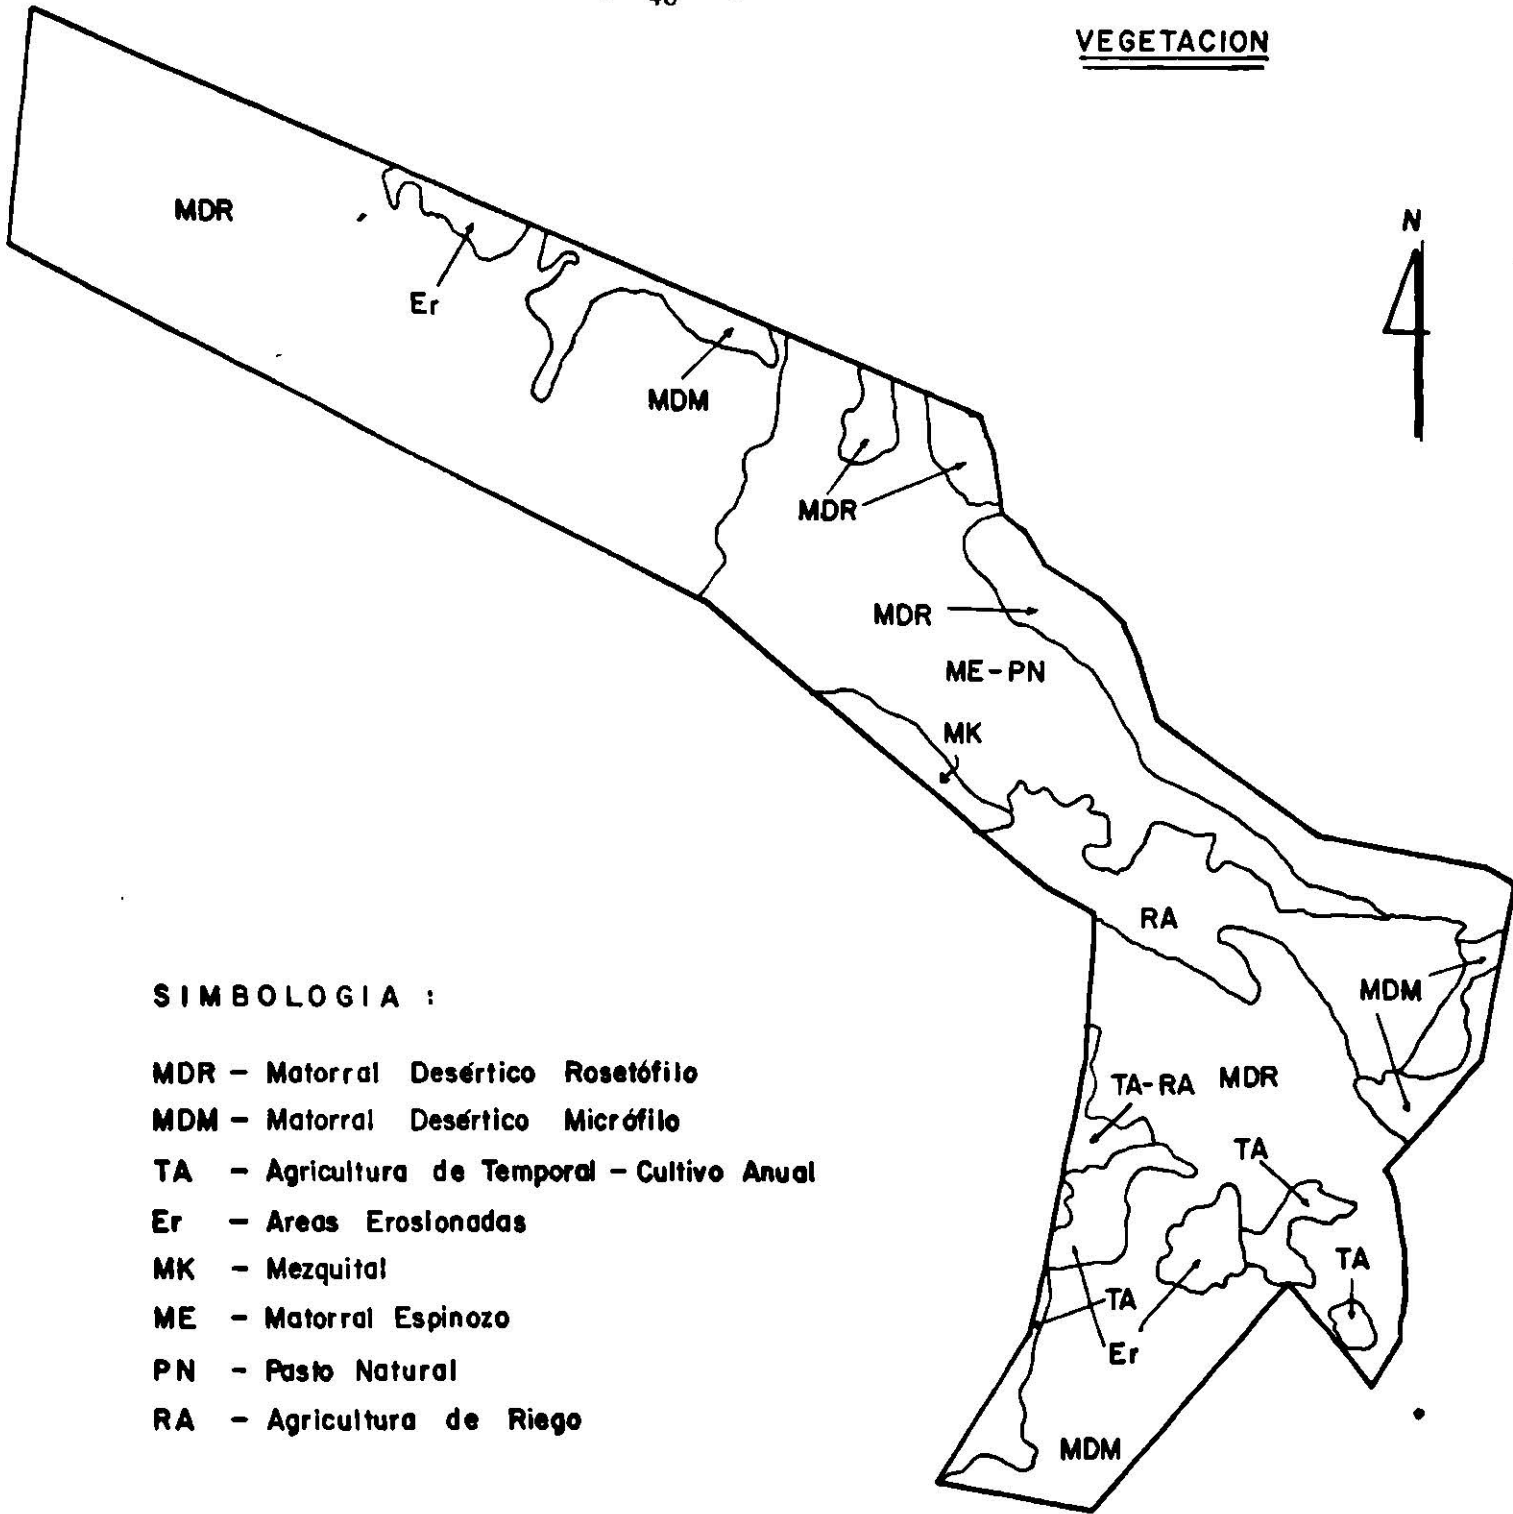 VEGETACION
N
MDR
Er
MDM
MDR
MDR
ME-PN
MK
RA
MDM
TA-RA MDR
TA
TA
TA
Er
MDM
SIMBOLOGIA :
MDR - Matorral Desértico Rosetófilo
MDM - Matorral Desértico Micrófilo
TA - Agricultura de Temporal - Cultivo Anual
Er - Areas Erosionadas
MK - Mezquital
ME - Matorral Espinozo
PN - Pasto Natural
RA - Agricultura de Riego